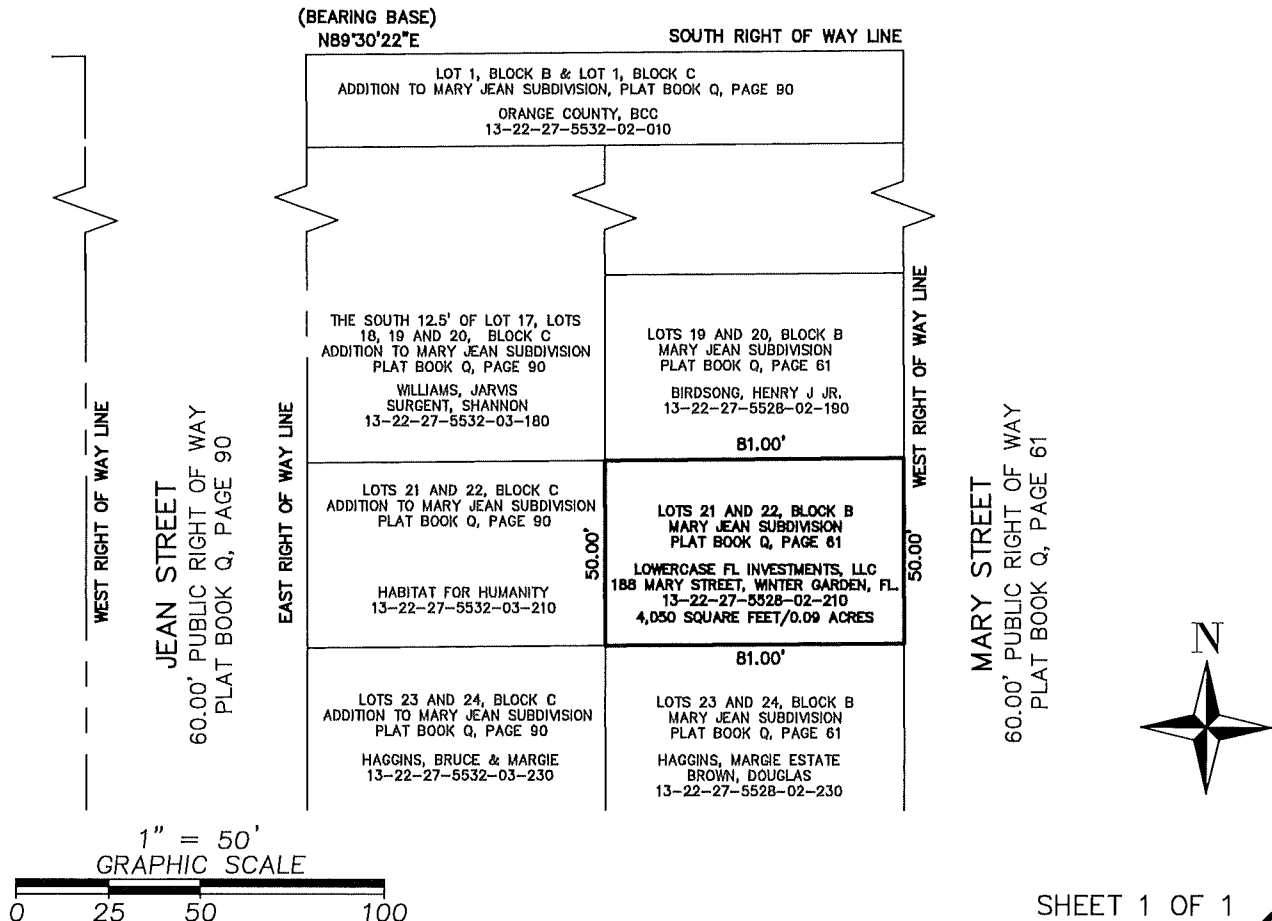 (BEARING BASE)
N89°30'22"E
SOUTH RIGHT OF WAY LINE
LOT 1, BLOCK B & LOT 1, BLOCK C
ADDITION TO MARY JEAN SUBDIVISION, PLAT BOOK Q, PAGE 90
ORANGE COUNTY, BCC
13-22-27-5532-02-010
WEST RIGHT OF WAY LINE
JEAN STREET
60.00' PUBLIC RIGHT OF WAY
PLAT BOOK Q, PAGE 90
EAST RIGHT OF WAY LINE
THE SOUTH 12.5' OF LOT 17, LOTS
18, 19 AND 20, BLOCK C
ADDITION TO MARY JEAN SUBDIVISION
PLAT BOOK Q, PAGE 90
WILLIAMS, JARVIS
SURGENT, SHANNON
13-22-27-5532-03-180
LOTS 19 AND 20, BLOCK B
MARY JEAN SUBDIVISION
PLAT BOOK Q, PAGE 61
BIRDSONG, HENRY J JR.
13-22-27-5528-02-190
81.00'
LOTS 21 AND 22, BLOCK C
ADDITION TO MARY JEAN SUBDIVISION
PLAT BOOK Q, PAGE 90
HABITAT FOR HUMANITY
13-22-27-5532-03-210
50.00'
LOTS 21 AND 22, BLOCK B
MARY JEAN SUBDIVISION
PLAT BOOK Q, PAGE 61
LOWERCASE FL INVESTMENTS, LLC
188 MARY STREET, WINTER GARDEN, FL.
13-22-27-5528-02-210
4,050 SQUARE FEET/0.09 ACRES
50.00'
81.00'
LOTS 23 AND 24, BLOCK C
ADDITION TO MARY JEAN SUBDIVISION
PLAT BOOK Q, PAGE 90
HAGGINS, BRUCE & MARGIE
13-22-27-5532-03-230
LOTS 23 AND 24, BLOCK B
MARY JEAN SUBDIVISION
PLAT BOOK Q, PAGE 61
HAGGINS, MARGIE ESTATE
BROWN, DOUGLAS
13-22-27-5528-02-230
WEST RIGHT OF WAY LINE
MARY STREET
60.00' PUBLIC RIGHT OF WAY
PLAT BOOK Q, PAGE 61
N
1" = 50'
GRAPHIC SCALE
0 25 50 100
SHEET 1 OF 1